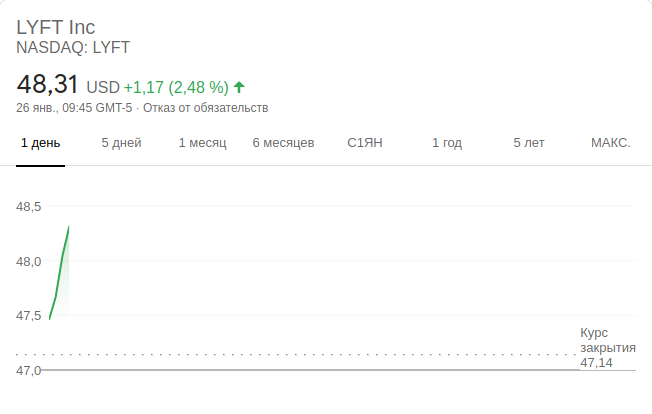 LYFT Inc
NASDAQ: LYFT
48,31 USD +1,17 (2,48 %)
26 янв., 09:45 GMT-5 · Отказ от обязательств
1 день 5 дней 1 месяц 6 месяцев С1ЯН 1 год 5 лет МАКС.
48,5
48,0
47,5
Курс
закрытия
47,14
47,0